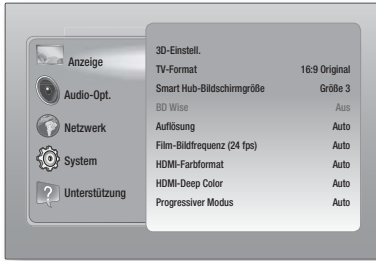 Anzeige
Audio-Opt.
Netzwerk
System
Unterstützung
3D-Einstell.
TV-Format 16:9 Original
Smart Hub-Bildschirmgröße Größe 3
BD Wise Aus
Auflösung Auto
Film-Bildfrequenz (24 fps) Auto
HDMI-Farbformat Auto
HDMI-Deep Color Auto
Progressiver Modus Auto